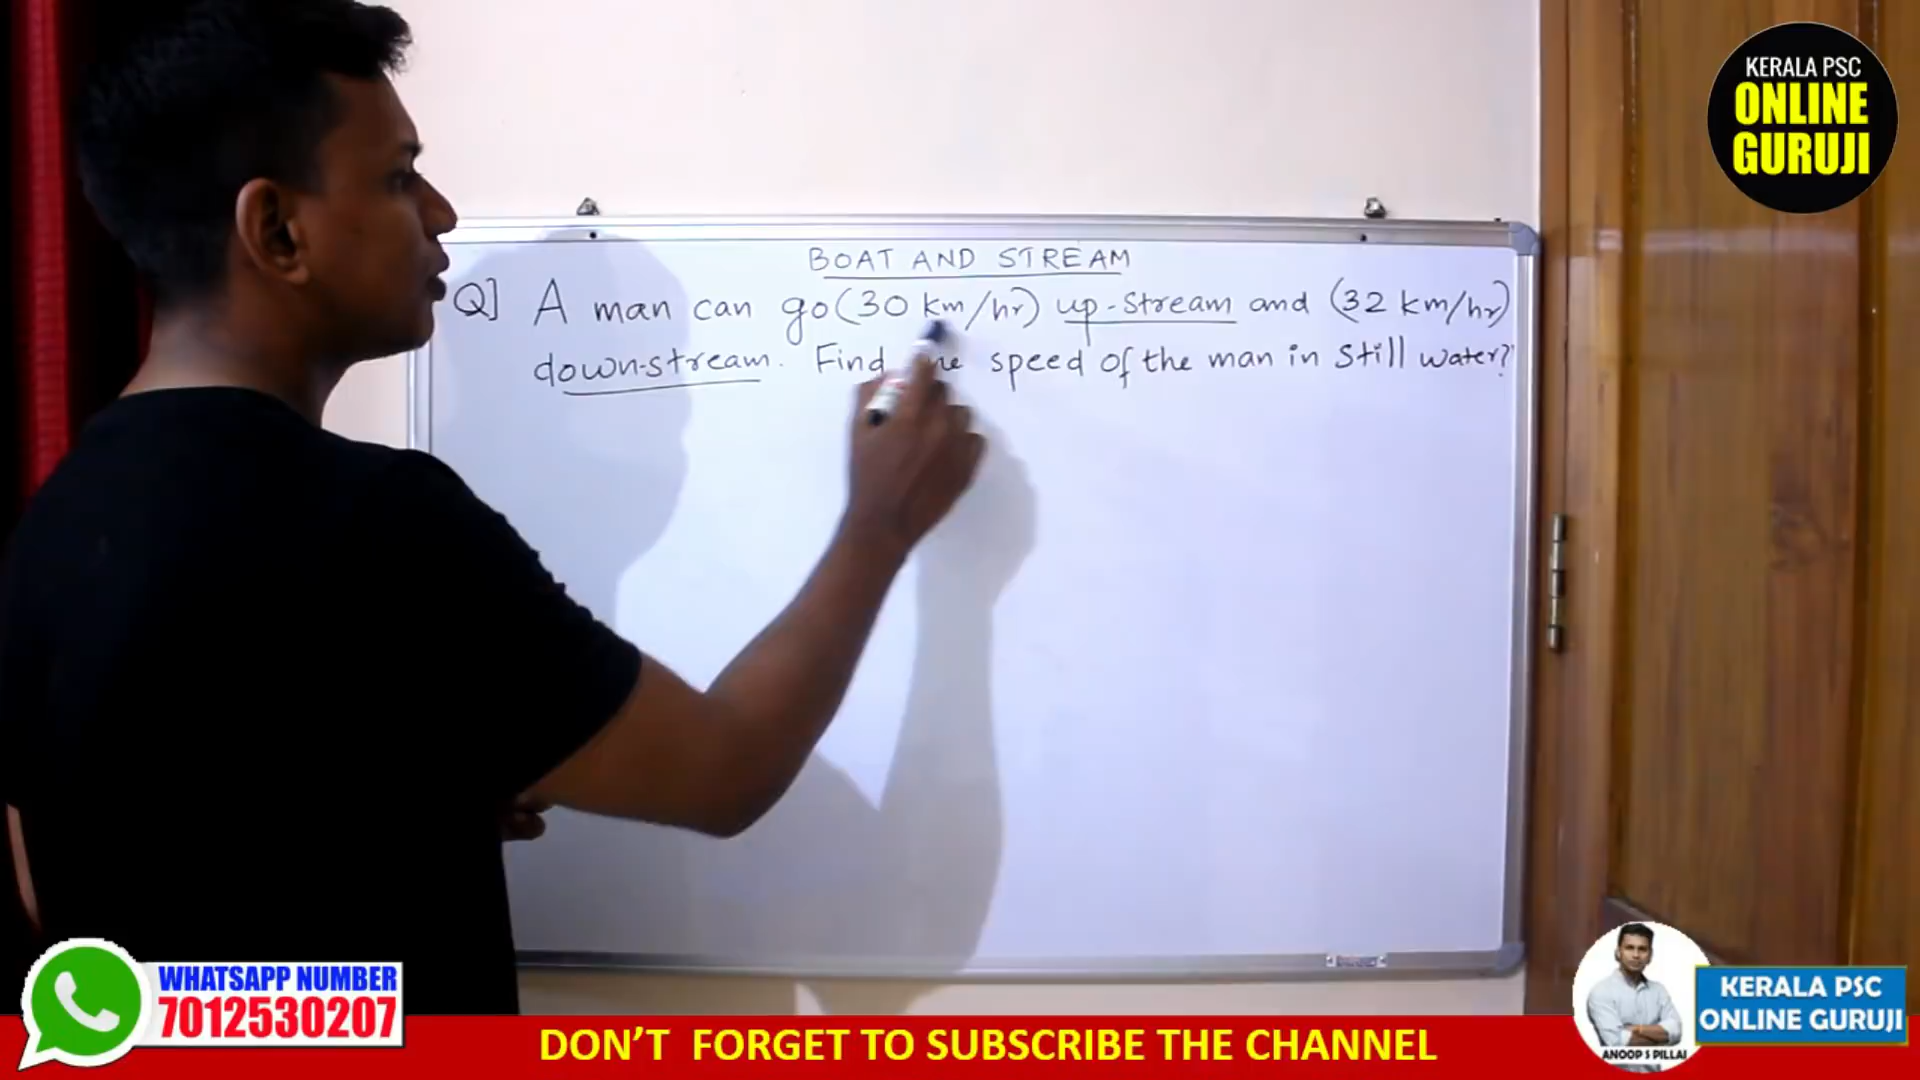 KERALA PSC
ONLINE
GURUJI
BOAT AND STREAM
Q] A man can go (30 km/hr) up-stream and (32 km/hr)
down-stream. Find speed of the man in still water?
WHATSAPP NUMBER
7012530207
DON'T FORGET TO SUBSCRIBE THE CHANNEL
ANOOP S PILLAI
KERALA PSC
ONLINE GURUJI